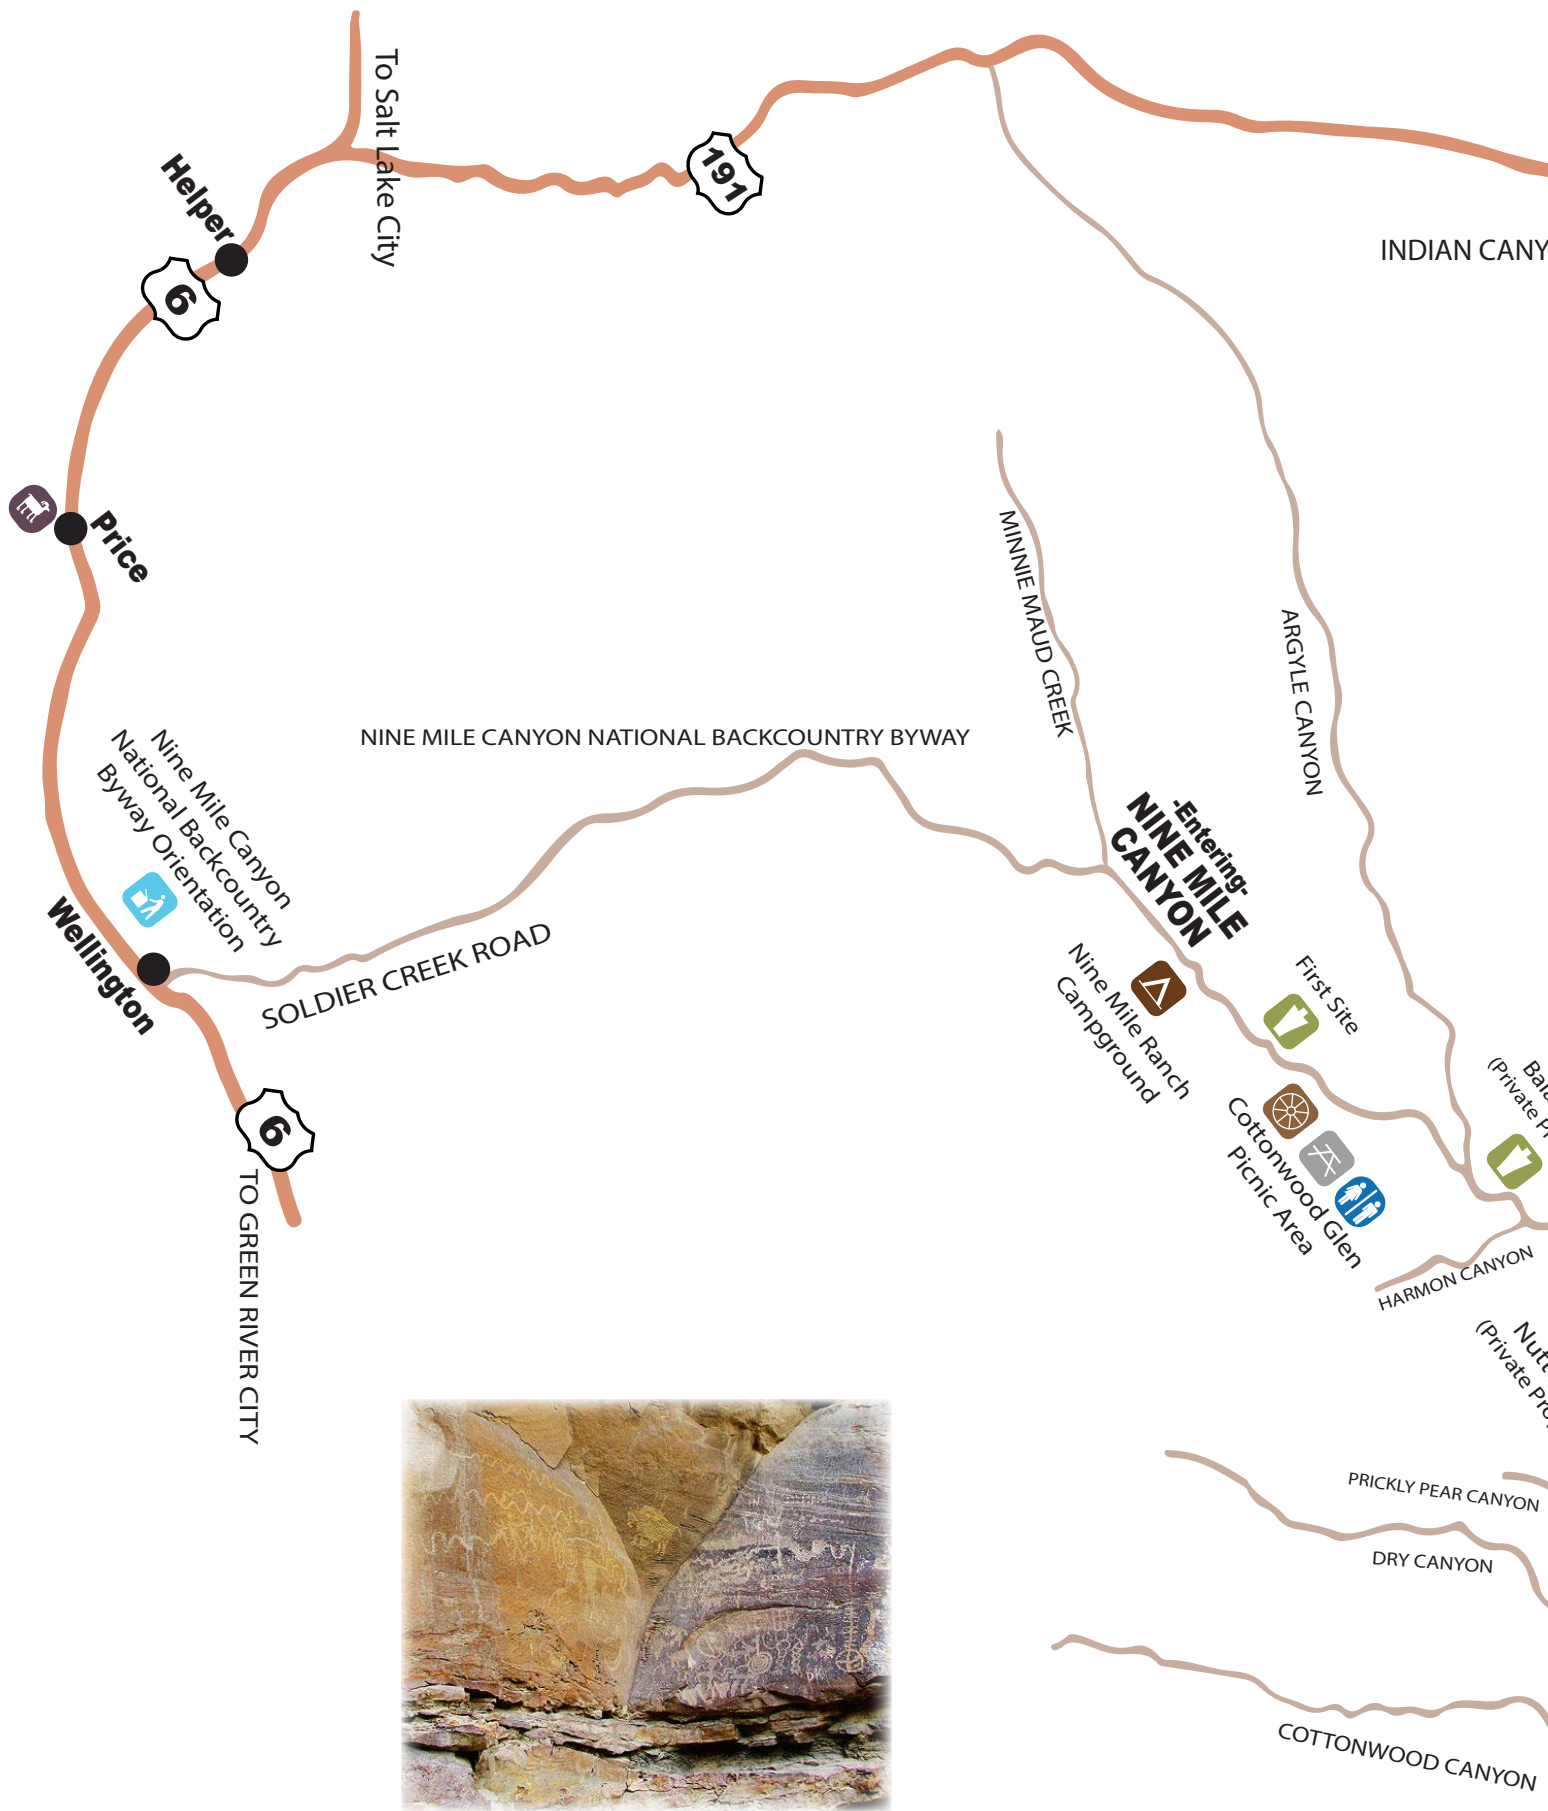 To Salt Lake City
Helper
191
6
INDIAN CANY
Price
MINNIE MAUD CREEK
ARGYLE CANYON
NINE MILE CANYON NATIONAL BACKCOUNTRY BYWAY
Nine Mile Canyon
National Backcountry
Byway Orientation
-Entering-
NINE MILE
CANYON
Wellington
SOLDIER CREEK ROAD
Nine Mile Ranch
Campground
First Site
(Private
Cottonwood Glen
Picnic Area
6
TO GREEN RIVER CITY
HARMON CANYON
(Private
PRICKLY PEAR CANYON
DRY CANYON
COTTONWOOD CANYON